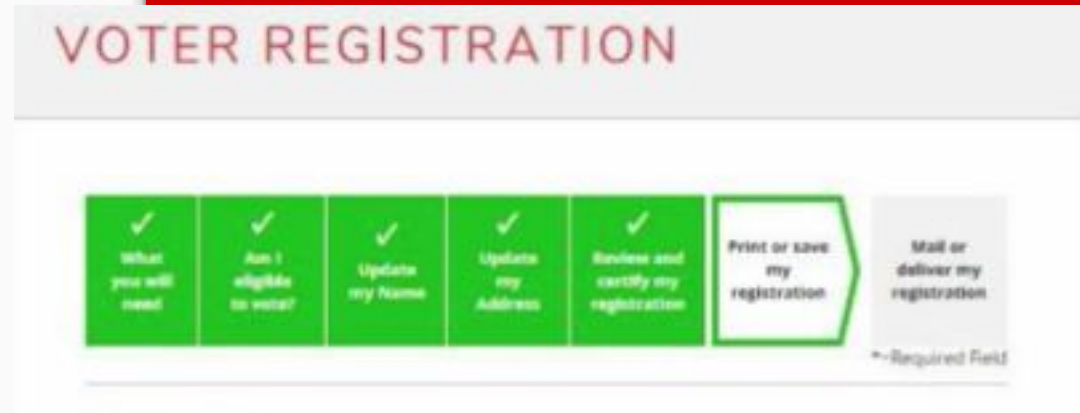 VOTER REGISTRATION
✓
What
you will
need
✓
Am I
eligible
to vote?
✓
Update
my Name
✓
Update
my
Address
✓
Review and
certify my
registration
Print or save
my
registration
Mail or
deliver my
registration
*-Required Field